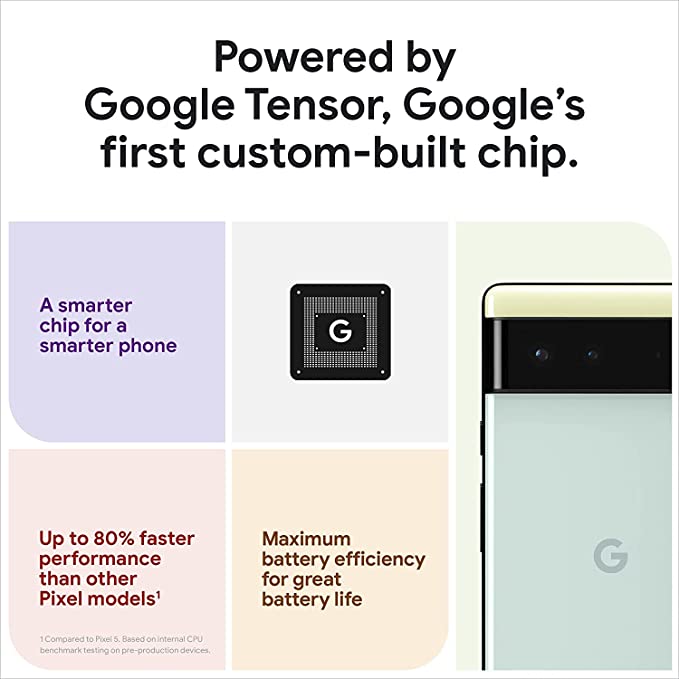 Powered by
Google Tensor, Google’s
first custom-built chip.
A smarter
chip for a
smarter phone
G
Up to 80% faster
performance
than other
Pixel models¹
1 Compared to Pixel 5. Based on internal CPU
benchmark testing on pre-production devices.
Maximum
battery efficiency
for great
battery life
G